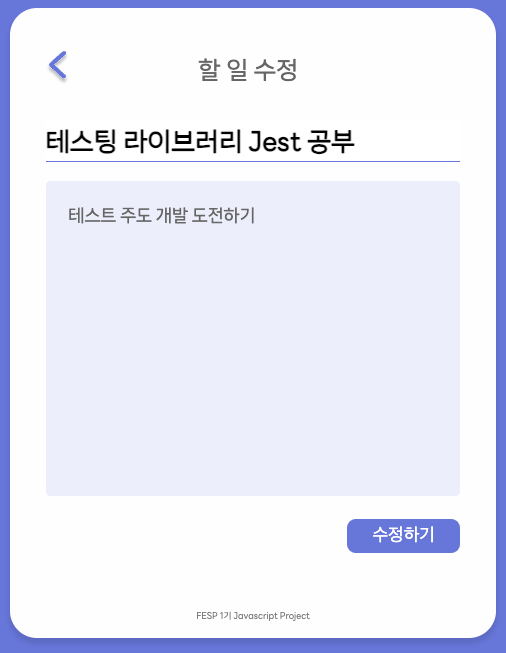 할 일 수정
테스팅 라이브러리 Jest 공부
테스트 주도 개발 도전하기
수정하기
FESP 1기 Javascript Project